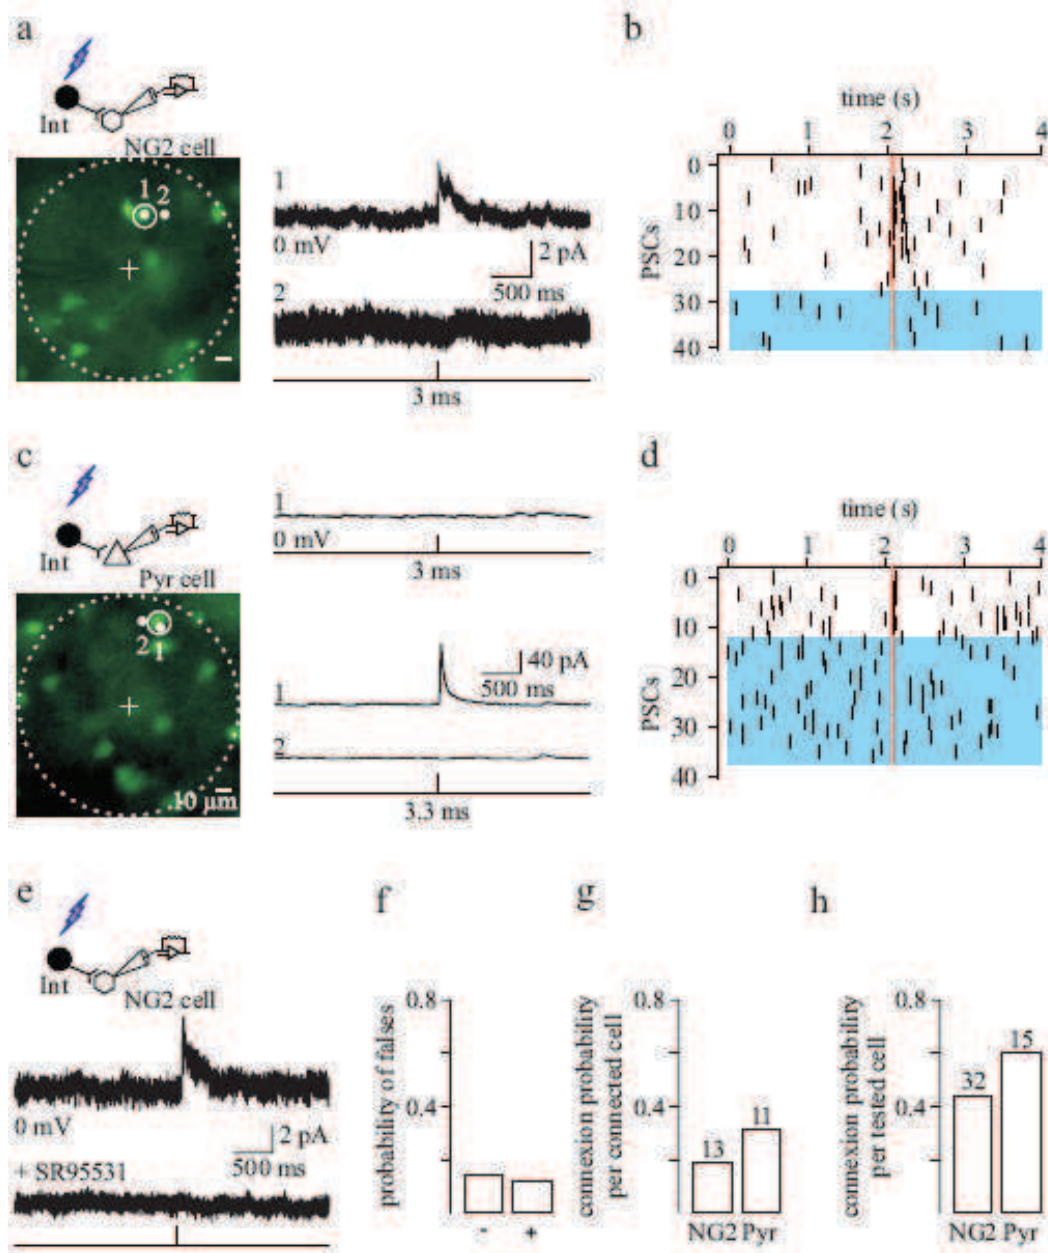 a
Int
NG2 cell
1
2
1
0 mV
2 pA
500 ms
2
3 ms
b
time (s)
0 1 2 3 4
PSCs
0
10
20
30
40
c
Int
Pyr cell
2
1
10 µm
1
0 mV
3 ms
40 pA
500 ms
1
2
3.3 ms
d
time (s)
0 1 2 3 4
PSCs
0
10
20
30
40
e
Int
NG2 cell
0 mV
2 pA
500 ms
+ SR95531
f
probability of falses
0.8
0.4
- +
g
connexion probability
per connected cell
0.8
0.4
13
11
NG2 Pyr
h
connexion probability
per tested cell
0.8
0.4
32
15
NG2 Pyr